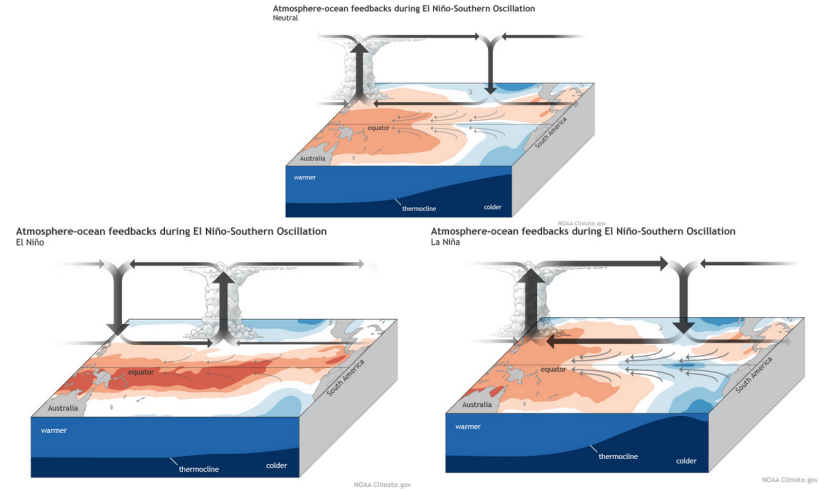 Atmosphere-ocean feedbacks during El Niño-Southern Oscillation
Neutral
equator
South America
Australia
warmer
thermocline
colder
NOAA Climate.gov
Atmosphere-ocean feedbacks during El Niño-Southern Oscillation
El Niño
equator
South America
Australia
warmer
thermocline
colder
NOAA Climate.gov
Atmosphere-ocean feedbacks during El Niño-Southern Oscillation
La Niña
equator
South America
Australia
warmer
thermocline
colder
NOAA Climate.gov